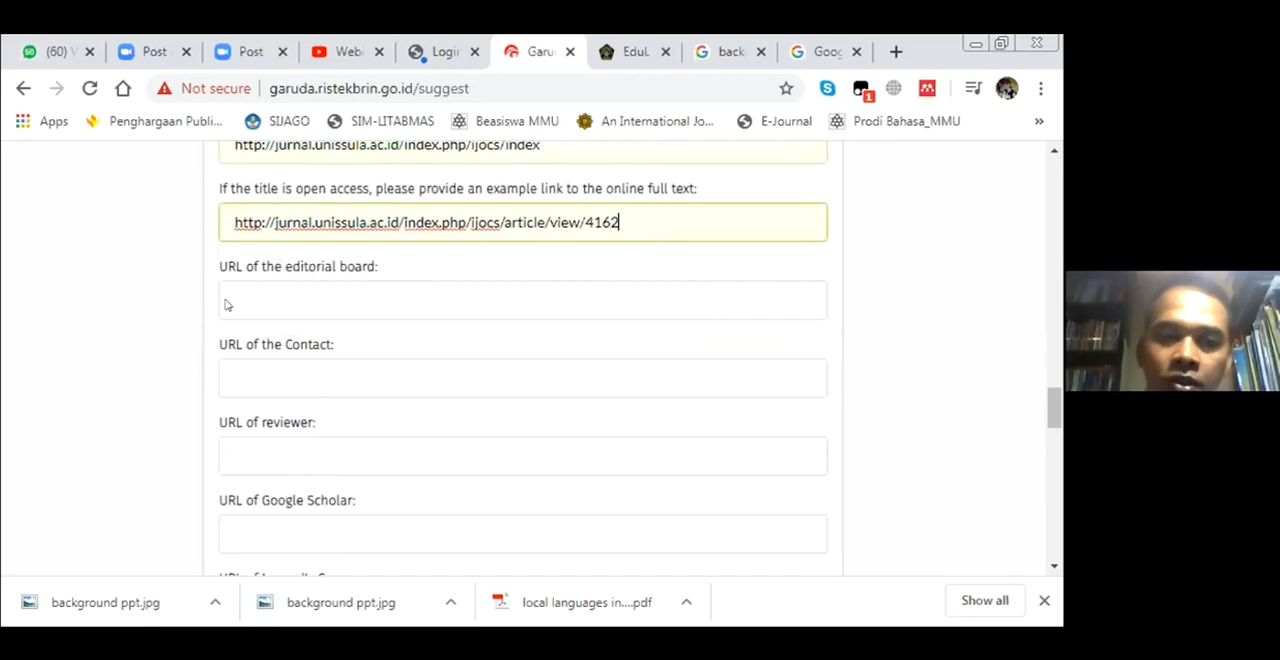 (60) V
Post
Post
Web
Login
Garu
EduL
back
Goog
Not secure
garuda.ristekbrin.go.id/suggest
1
Apps
Penghargaan Publi...
SIJAGO
SIM-LITABMAS
Beasiswa MMU
An International Jo...
E-Journal
Prodi Bahasa_MMU
»
http://jurnal.unissula.ac.id/index.php/ijocs/index
If the title is open access, please provide an example link to the online full text:
http://jurnal.unissula.ac.id/index.php/ijocs/article/view/4162
URL of the editorial board:
URL of the Contact:
URL of reviewer:
URL of Google Scholar:
background ppt.jpg
background ppt.jpg
local languages in....pdf
Show all